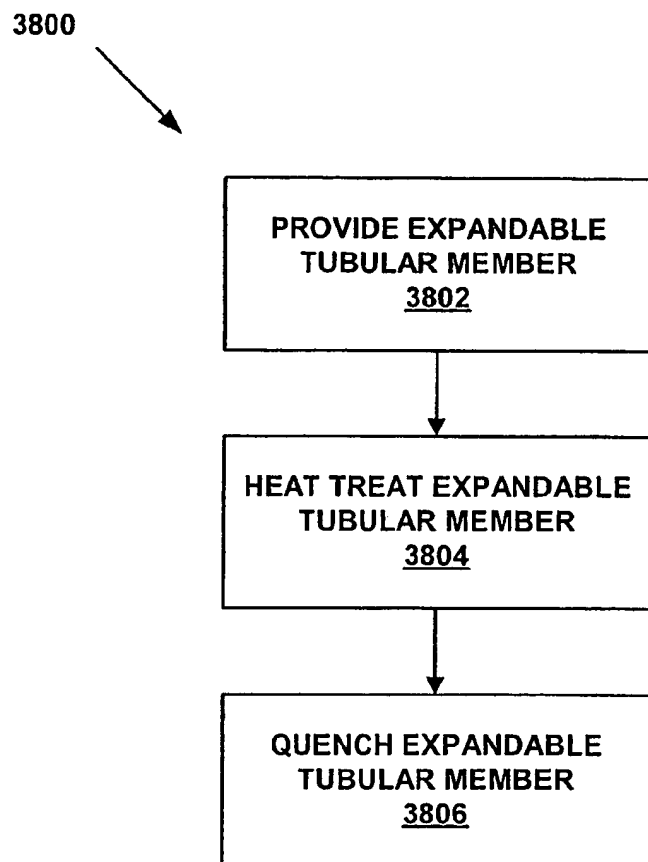 3800
PROVIDE EXPANDABLE
TUBULAR MEMBER
3802
HEAT TREAT EXPANDABLE
TUBULAR MEMBER
3804
QUENCH EXPANDABLE
TUBULAR MEMBER
3806